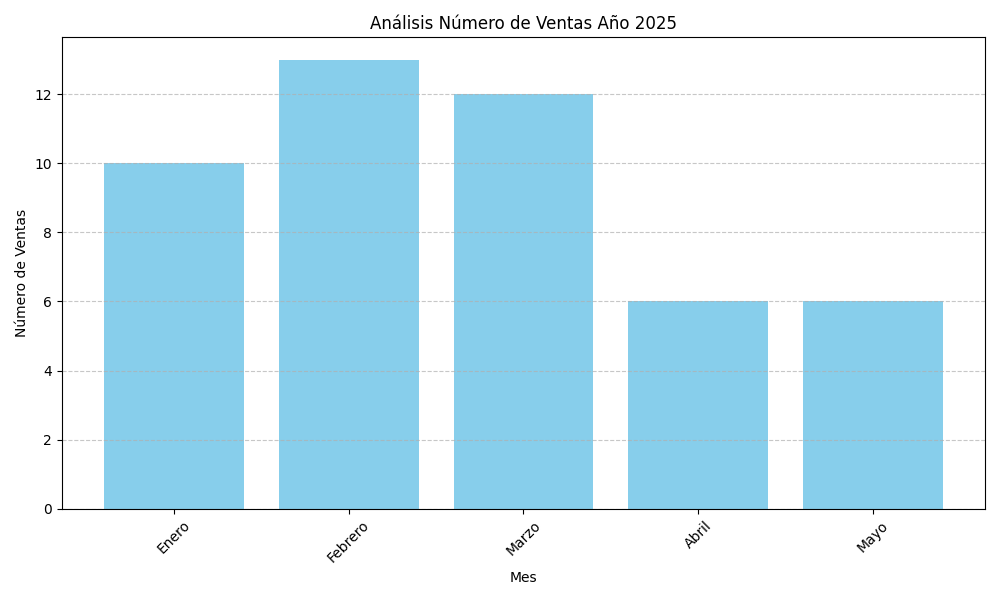 Análisis Número de Ventas Año 2025
Número de Ventas
12
10
8
6
4
2
0
Enero
Febrero
Marzo
Abril
Mayo
Mes